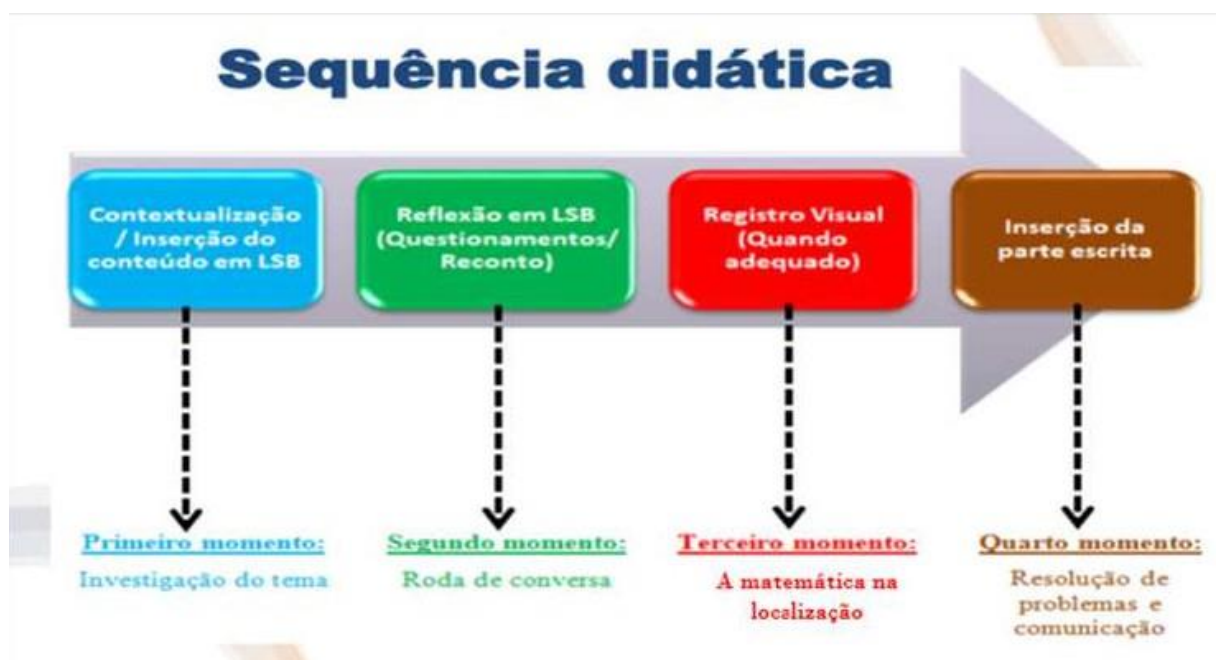 Sequência didática
Contextualização
/ Inserção do
conteúdo em LSB
Reflexão em LSB
(Questionamentos/
Reconto)
Registro Visual
(Quando
adequado)
Inserção da
parte escrita
Primeiro momento:
Investigação do tema
Segundo momento:
Roda de conversa
Terceiro momento:
A matemática na
localização
Quarto momento:
Resolução de
problemas e
comunicação